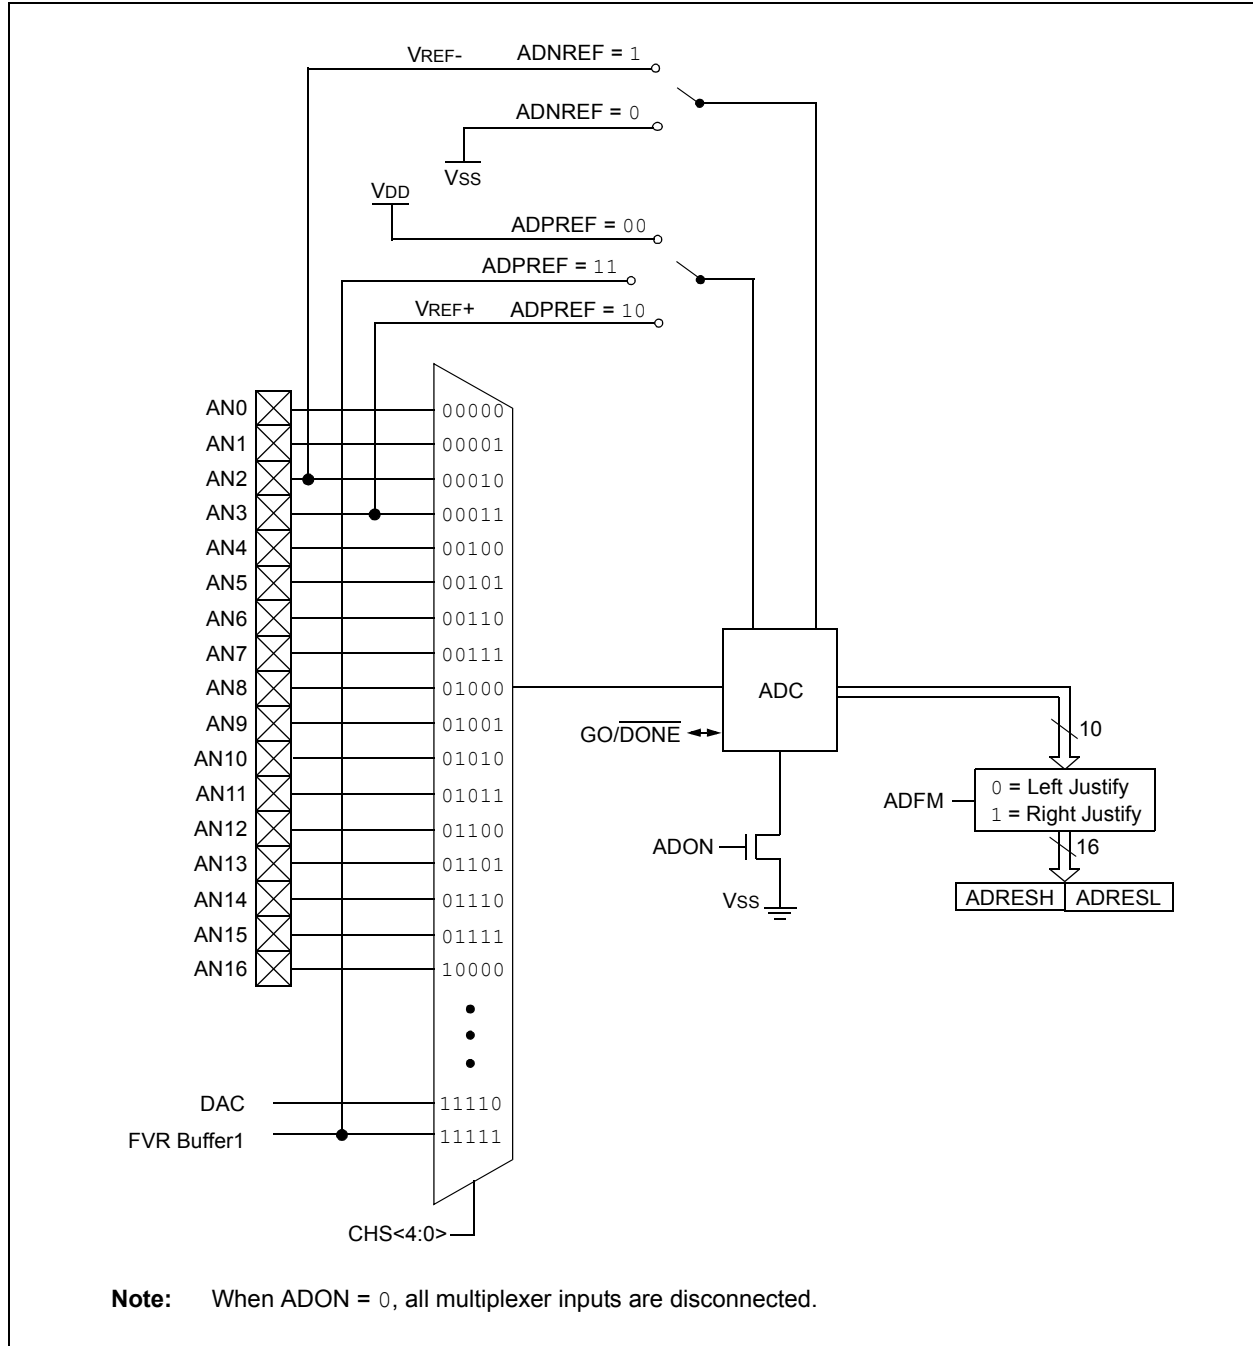 VREF- ADNREF = 1
ADNREF = 0
VSS
VDD
ADPREF = 00
ADPREF = 11
VREF+ ADPREF = 10
AN0 00000
AN1 00001
AN2 00010
AN3 00011
AN4 00100
AN5 00101
AN6 00110
AN7 00111
AN8 01000
ADC
AN9 01001
GO/DONE
10
AN10 01010
AN11 01011
ADFM
0 = Left Justify
1 = Right Justify
AN12 01100
ADON
16
AN13 01101
AN14 01110
VSS
ADRESH ADRESL
AN15 01111
AN16 10000
DAC 11110
FVR Buffer1 11111
CHS<4:0>
Note: When ADON = 0, all multiplexer inputs are disconnected.